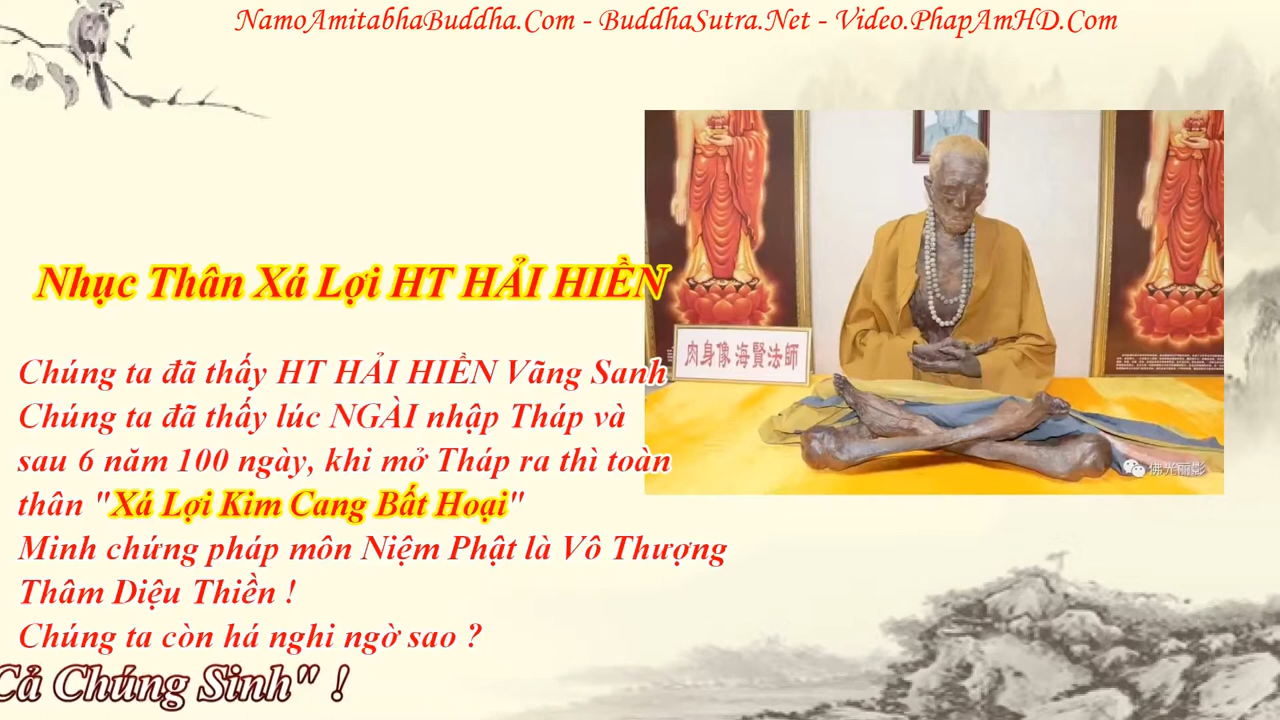 NamoAmitabhaBuddha.Com - BuddhaSutra.Net - Video.PhapAmHD.Com
Nhục Thân Xá Lợi HT HẢI HIỀN
肉身像 海賢法師
Chúng ta đã thấy HT HẢI HIỀN Vãng Sanh
Chúng ta đã thấy lúc NGÀI nhập Tháp và
sau 6 năm 100 ngày, khi mở Tháp ra thì toàn
thân "Xá Lợi Kim Cang Bất Hoại"
佛光丽影
Minh chứng pháp môn Niệm Phật là Vô Thượng
Thâm Diệu Thiền !
Chúng ta còn há nghi ngờ sao ?
Cả Chúng Sinh" !